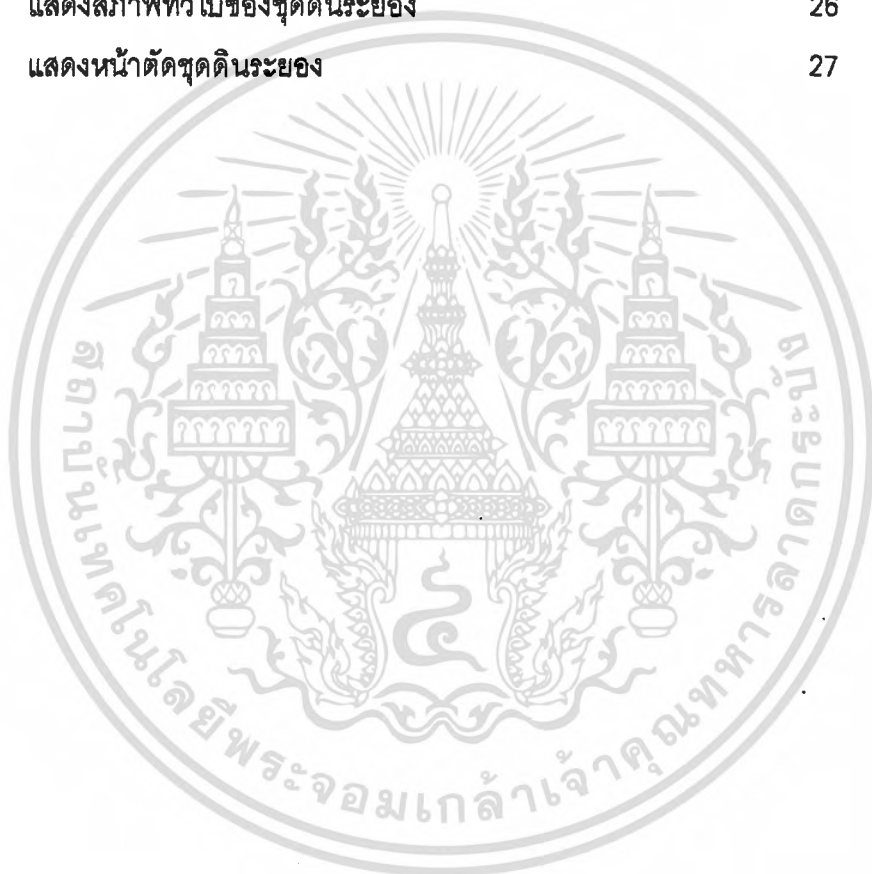 แสดงสภาพทั่วไปของชุดดินระยอง 26
แสดงหน้าตัดชุดดินระยอง 27
สถาบันเทคโนโลยีพระจอมเกล้าเจ้าคุณทหารลาดกระบัง
๔